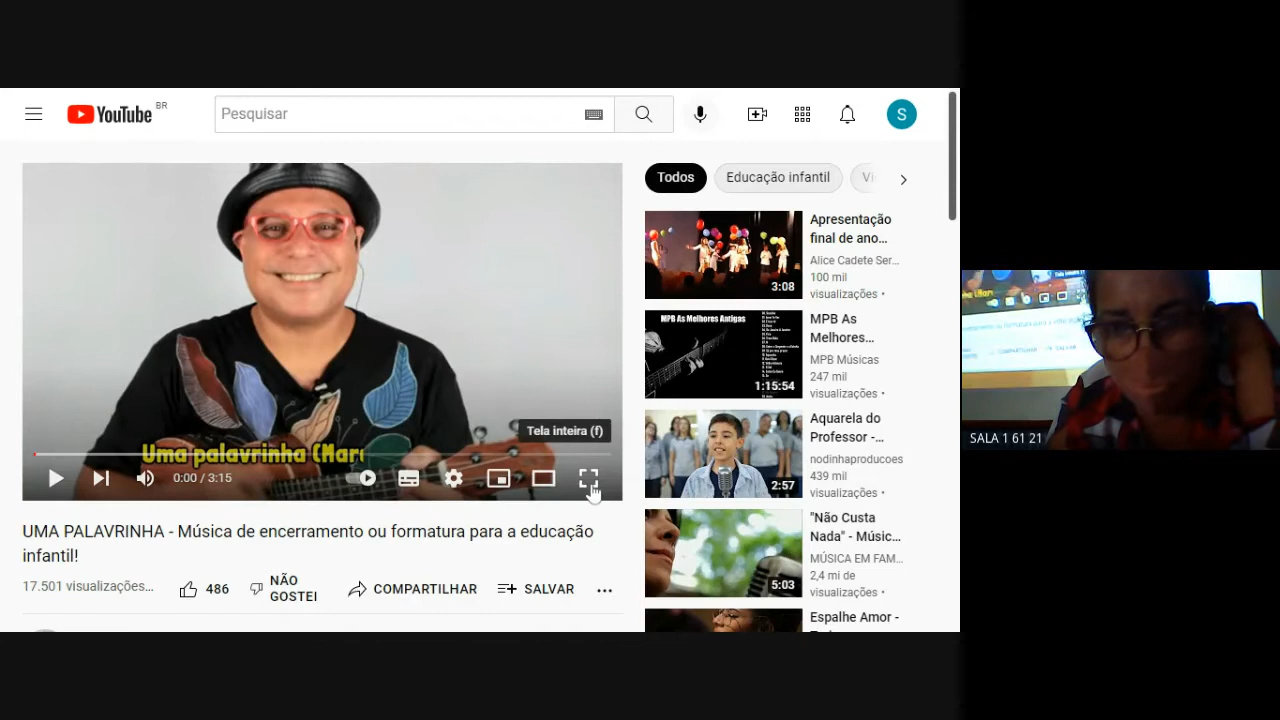 YouTube BR
Pesquisar
S
Todos
Educação infantil
Vi
Tela inteira (f)
Uma palavrinha (Marc
0:00 / 3:15
UMA PALAVRINHA - Música de encerramento ou formatura para a educação
infantil!
17.501 visualizações...
486
NÃO
GOSTEI
COMPARTILHAR
SALVAR
3:08
Apresentação
final de ano...
Alice Cadete Ser...
100 mil
visualizações •
MPB As Melhores Antigas
1:15:54
MPB As
Melhores...
MPB Músicas
247 mil
visualizações •
2:57
Aquarela do
Professor -...
nodinhaproducoes
439 mil
visualizações •
5:03
"Não Custa
Nada" - Músic...
MÚSICA EM FAM...
2,4 mi de
visualizações •
Espalhe Amor -
Tela inteira (f)
SALA 1 61 21